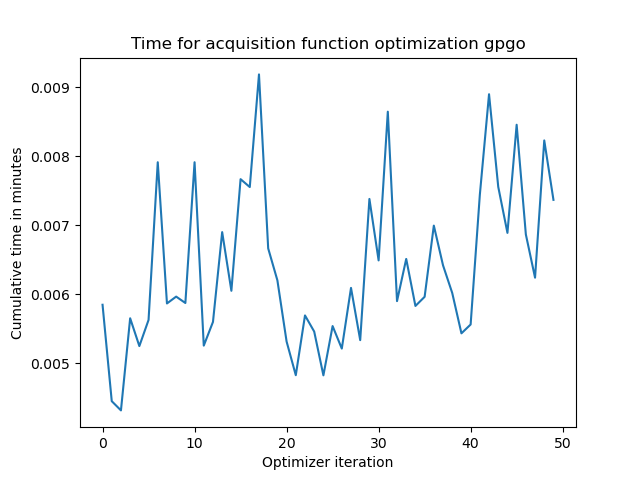 Time for acquisition function optimization gpgo
0.009
0.008
0.007
0.006
0.005
Cumulative time in minutes
0 10 20 30 40 50
Optimizer iteration